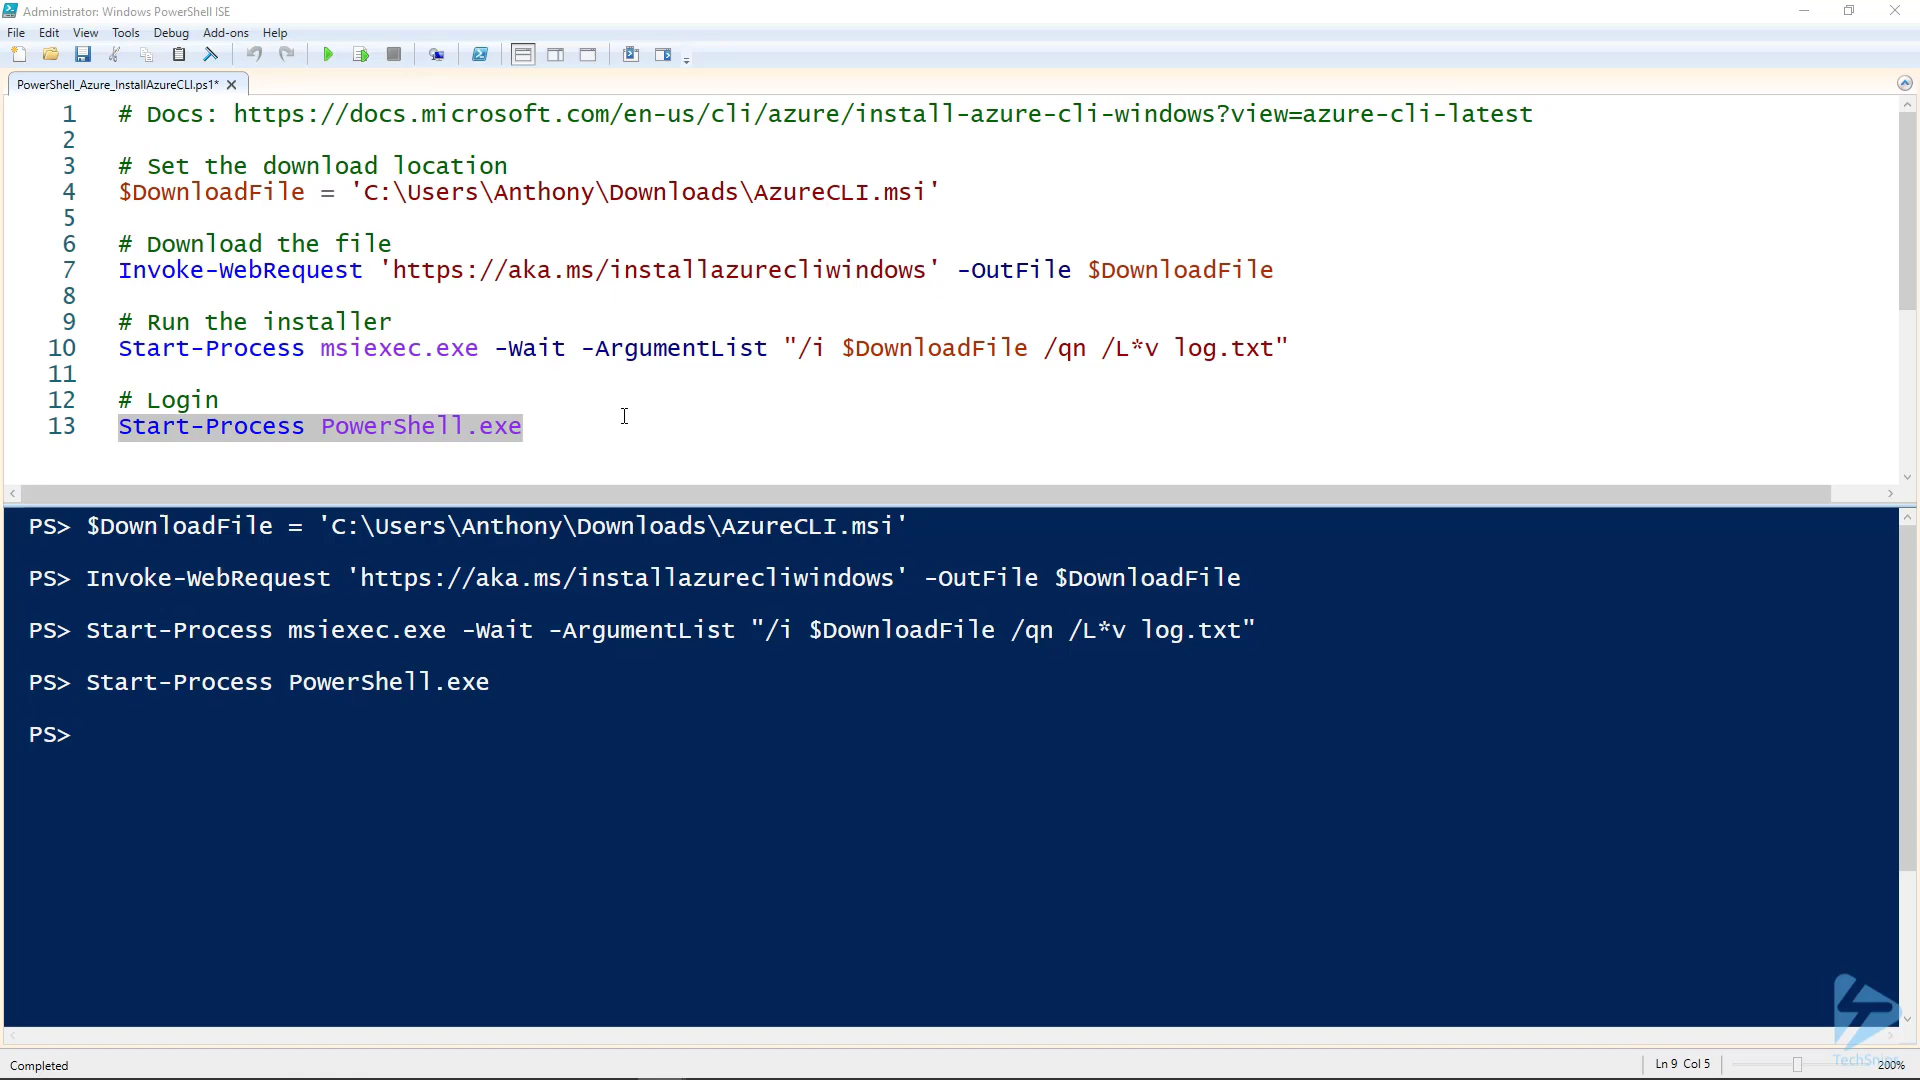 Administrator: Windows PowerShell ISE
File Edit View Tools Debug Add-ons Help
PowerShell_Azure_InstallAzureCLI.ps1* X
1 # Docs: https://docs.microsoft.com/en-us/cli/azure/install-azure-cli-windows?view=azure-cli-latest
2
3 # Set the download location
4 $DownloadFile = 'C:\Users\Anthony\Downloads\AzureCLI.msi'
5
6 # Download the file
7 Invoke-WebRequest 'https://aka.ms/installazurecliwindows' -OutFile $DownloadFile
8
9 # Run the installer
10 Start-Process msiexec.exe -Wait -ArgumentList "/i $DownloadFile /qn /L*v log.txt"
11
12 # Login
13 Start-Process PowerShell.exe
PS> $DownloadFile = 'C:\Users\Anthony\Downloads\AzureCLI.msi'
PS> Invoke-WebRequest 'https://aka.ms/installazurecliwindows' -OutFile $DownloadFile
PS> Start-Process msiexec.exe -Wait -ArgumentList "/i $DownloadFile /qn /L*v log.txt"
PS> Start-Process PowerShell.exe
PS>
Completed Ln 9 Col 5 200%